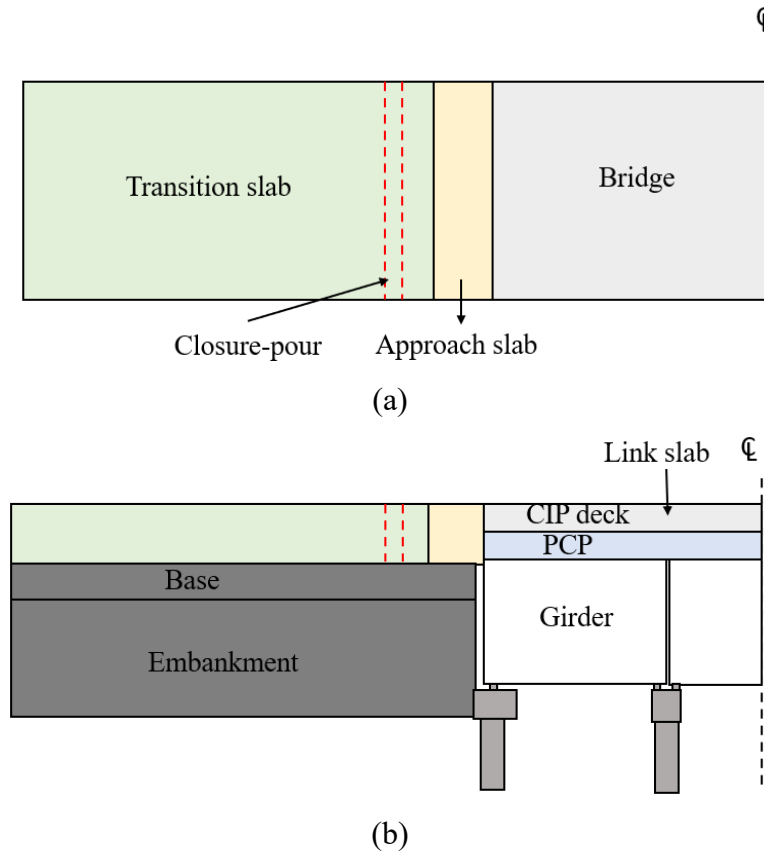 ℄
Transition slab
Bridge
Closure-pour
Approach slab
(a)
Link slab
℄
CIP deck
PCP
Base
Girder
Embankment
(b)